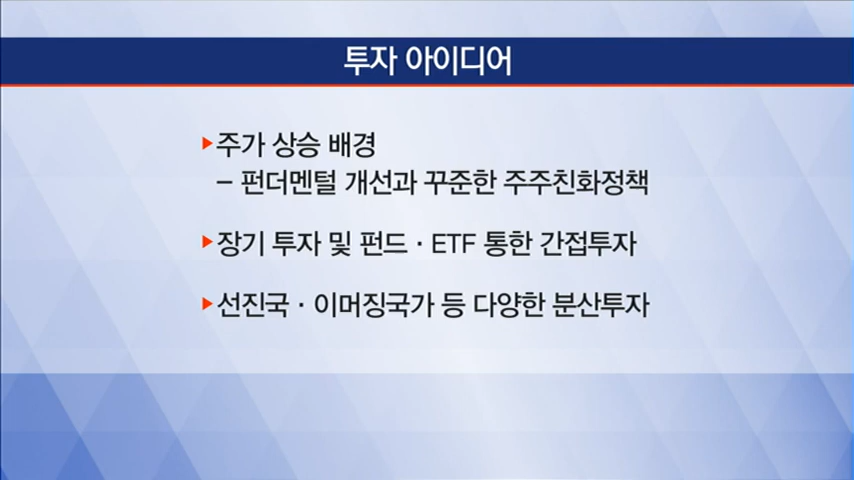 투자 아이디어
▶주가 상승 배경
– 펀더멘털 개선과 꾸준한 주주친화정책
▶장기 투자 및 펀드 · ETF 통한 간접투자
▶선진국 · 이머징국가 등 다양한 분산투자